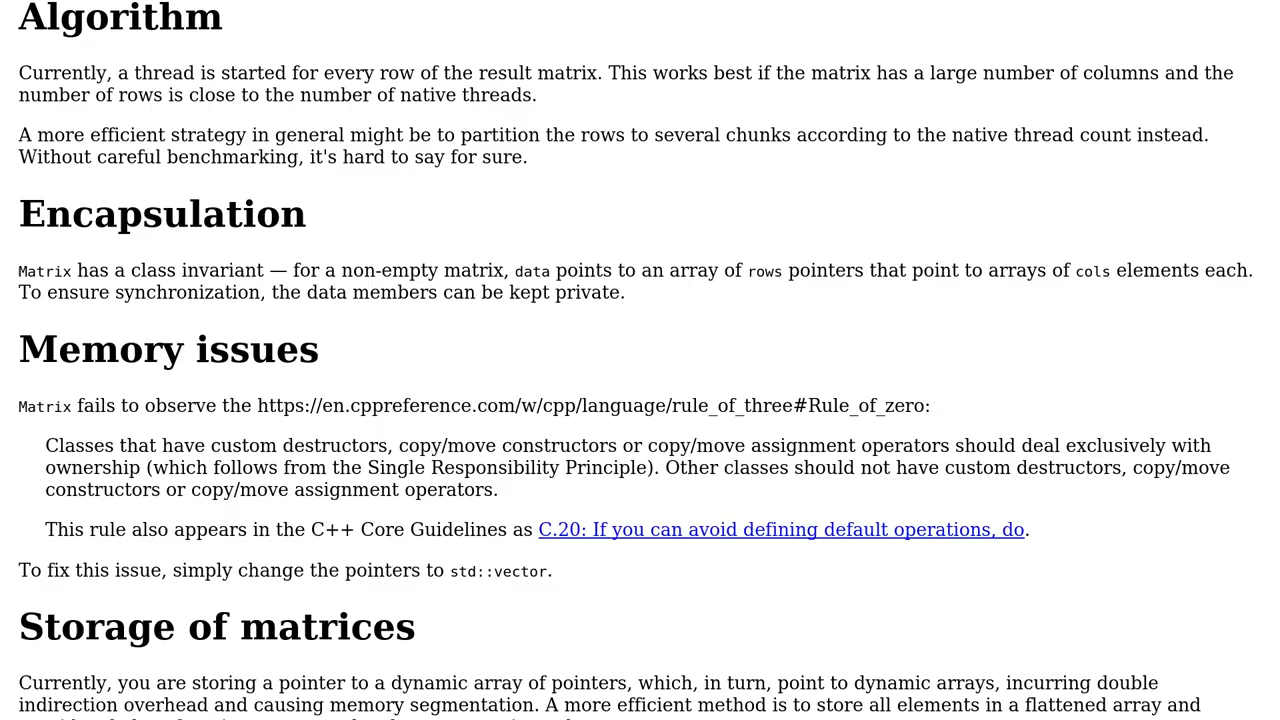 Algorithm
Currently, a thread is started for every row of the result matrix. This works best if the matrix has a large number of columns and the
number of rows is close to the number of native threads.
A more efficient strategy in general might be to partition the rows to several chunks according to the native thread count instead.
Without careful benchmarking, it's hard to say for sure.
Encapsulation
Matrix has a class invariant — for a non-empty matrix, data points to an array of rows pointers that point to arrays of cols elements each.
To ensure synchronization, the data members can be kept private.
Memory issues
Matrix fails to observe the https://en.cppreference.com/w/cpp/language/rule_of_three#Rule_of_zero:
Classes that have custom destructors, copy/move constructors or copy/move assignment operators should deal exclusively with
ownership (which follows from the Single Responsibility Principle). Other classes should not have custom destructors, copy/move
constructors or copy/move assignment operators.
This rule also appears in the C++ Core Guidelines as C.20: If you can avoid defining default operations, do.
To fix this issue, simply change the pointers to std::vector.
Storage of matrices
Currently, you are storing a pointer to a dynamic array of pointers, which, in turn, point to dynamic arrays, incurring double
indirection overhead and causing memory segmentation. A more efficient method is to store all elements in a flattened array and